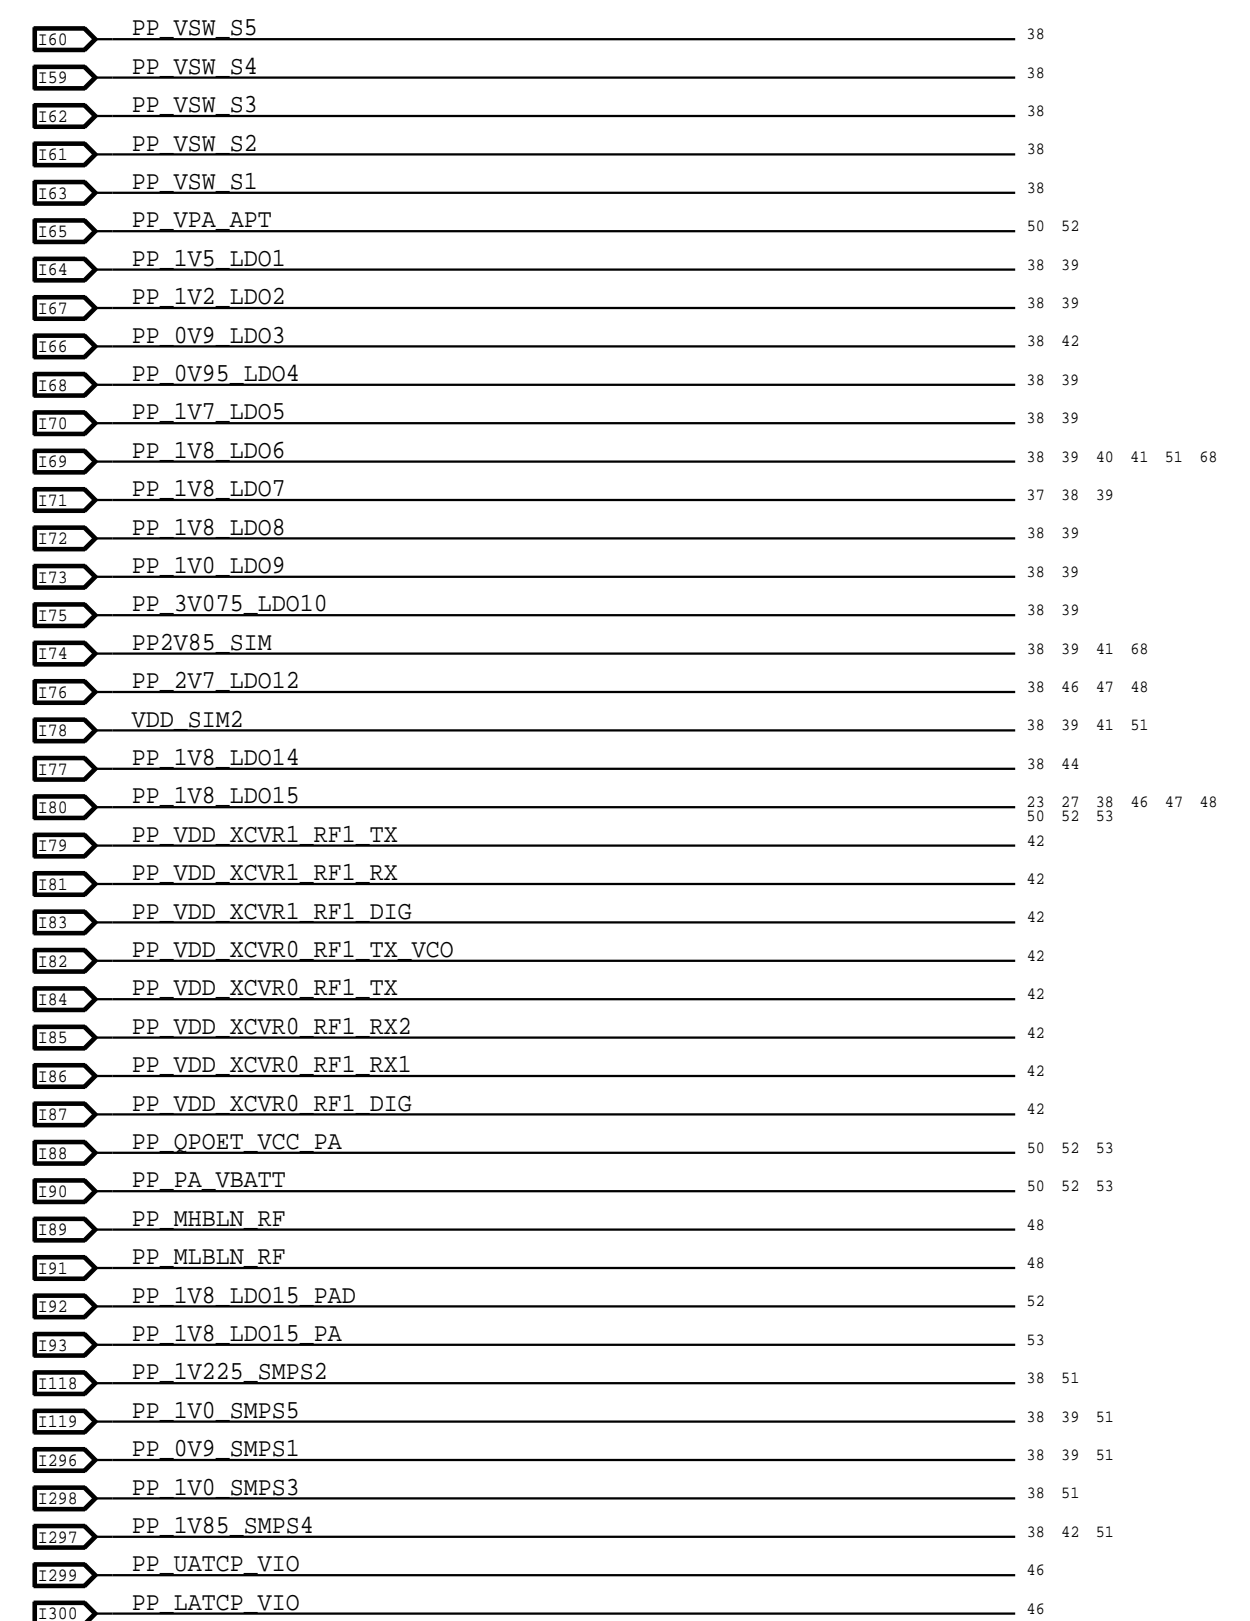 I60 PP_VSW_S5 38
I59 PP_VSW_S4 38
I62 PP_VSW_S3 38
I61 PP_VSW_S2 38
I63 PP_VSW_S1 38
I65 PP_VPA_APT 50 52
I64 PP_1V5_LDO1 38 39
I67 PP_1V2_LDO2 38 39
I66 PP_0V9_LDO3 38 42
I68 PP_0V95_LDO4 38 39
I70 PP_1V7_LDO5 38 39
I69 PP_1V8_LDO6 38 39 40 41 51 68
I71 PP_1V8_LDO7 37 38 39
I72 PP_1V8_LDO8 38 39
I73 PP_1V0_LDO9 38 39
I75 PP_3V075_LDO10 38 39
I74 PP2V85_SIM 38 39 41 68
I76 PP_2V7_LDO12 38 46 47 48
I78 VDD_SIM2 38 39 41 51
I77 PP_1V8_LDO14 38 44
I80 PP_1V8_LDO15 23 27 38 46 47 48
50 52 53
I79 PP_VDD_XCVR1_RF1_TX 42
I81 PP_VDD_XCVR1_RF1_RX 42
I83 PP_VDD_XCVR1_RF1_DIG 42
I82 PP_VDD_XCVR0_RF1_TX_VCO 42
I84 PP_VDD_XCVR0_RF1_TX 42
I85 PP_VDD_XCVR0_RF1_RX2 42
I86 PP_VDD_XCVR0_RF1_RX1 42
I87 PP_VDD_XCVR0_RF1_DIG 42
I88 PP_QPOET_VCC_PA 50 52 53
I90 PP_PA_VBATT 50 52 53
I89 PP_MHBLN_RF 48
I91 PP_MLBLN_RF 48
I92 PP_1V8_LDO15_PAD 52
I93 PP_1V8_LDO15_PA 53
I118 PP_1V225_SMPS2 38 51
I119 PP_1V0_SMPS5 38 39 51
I296 PP_0V9_SMPS1 38 39 51
I298 PP_1V0_SMPS3 38 51
I297 PP_1V85_SMPS4 38 42 51
I299 PP_UATCP_VIO 46
I300 PP_LATCP_VIO 46